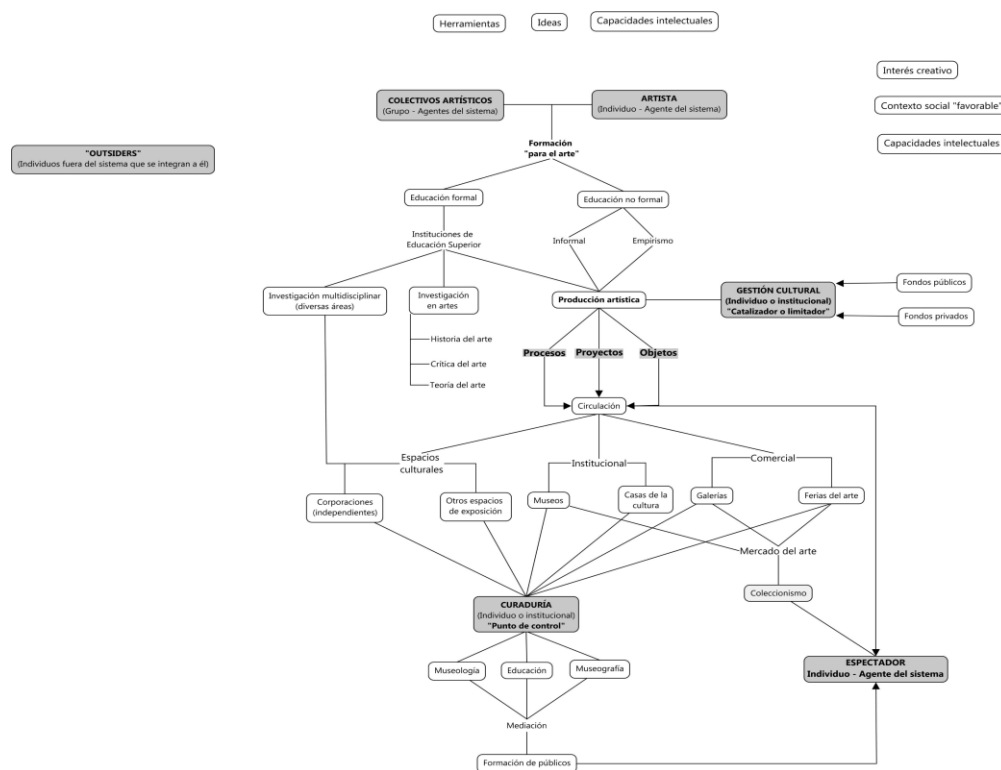 Herramientas
Ideas
Capacidades intelectuales
Interés creativo
Contexto social "favorable"
Capacidades intelectuales
COLECTIVOS ARTÍSTICOS
(Grupo - Agentes del sistema)
ARTISTA
(Individuo - Agente del sistema)
"OUTSIDERS"
(Individuos fuera del sistema que se integran a él)
Formación
"para el arte"
Educación formal
Educación no formal
Instituciones de
Educación Superior
Informal
Empirismo
Investigación multidisciplinar
(diversas áreas)
Investigación
en artes
Historia del arte
Crítica del arte
Teoría del arte
Producción artística
GESTIÓN CULTURAL
(Individuo o institucional)
"Catalizador o limitador"
Fondos públicos
Fondos privados
Procesos
Proyectos
Objetos
Circulación
Espacios
culturales
Institucional
Comercial
Corporaciones
(independientes)
Otros espacios
de exposición
Museos
Casas de la
cultura
Galerías
Ferias del arte
Mercado del arte
Coleccionismo
CURADURÍA
(Individuo o institucional)
"Punto de control"
Museología
Educación
Museografía
Mediación
Formación de públicos
ESPECTADOR
Individuo - Agente del sistema